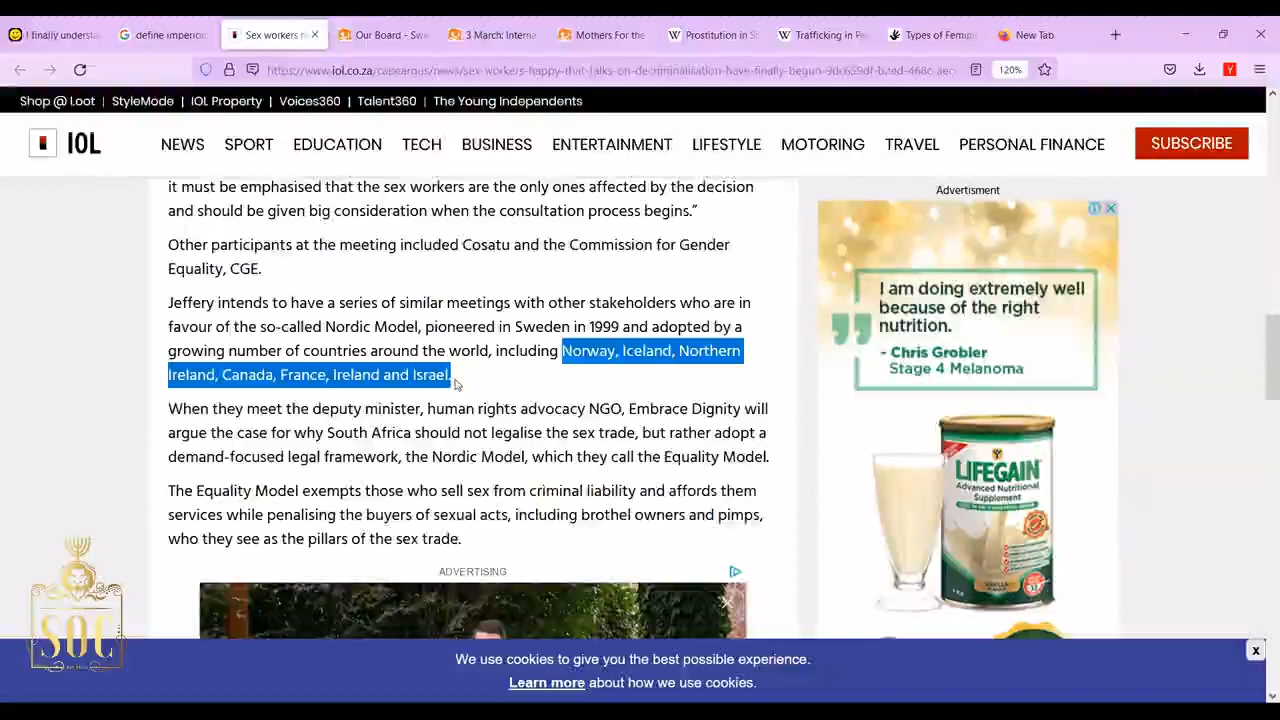 I finally understa
define imperio
Sex workers h
Our Board - Swe
3 March: Interna
Mothers For the
Prostitution in S
Trafficking in Pe
Types of Femin
New Tab
120%
Shop @ Loot | StyleMode | IOL Property | Voices360 | Talent360 | The Young Independents
IOL
NEWS SPORT EDUCATION TECH BUSINESS ENTERTAINMENT LIFESTYLE MOTORING TRAVEL PERSONAL FINANCE SUBSCRIBE
it must be emphasised that the sex workers are the only ones affected by the decision
and should be given big consideration when the consultation process begins.”
Other participants at the meeting included Cosatu and the Commission for Gender
Equality, CGE.
Jeffery intends to have a series of similar meetings with other stakeholders who are in
favour of the so-called Nordic Model, pioneered in Sweden in 1999 and adopted by a
growing number of countries around the world, including Norway, Iceland, Northern
Ireland, Canada, France, Ireland and Israel.
When they meet the deputy minister, human rights advocacy NGO, Embrace Dignity will
argue the case for why South Africa should not legalise the sex trade, but rather adopt a
demand-focused legal framework, the Nordic Model, which they call the Equality Model.
The Equality Model exempts those who sell sex from criminal liability and affords them
services while penalising the buyers of sexual acts, including brothel owners and pimps,
who they see as the pillars of the sex trade.
ADVERTISING
Advertisment
I am doing extremely well
because of the right
nutrition.
- Chris Grobler
Stage 4 Melanoma
LIFEGAIN
Advanced Nutritional
Supplement
VANILLA
SOC
We use cookies to give you the best possible experience.
Learn more about how we use cookies.
x